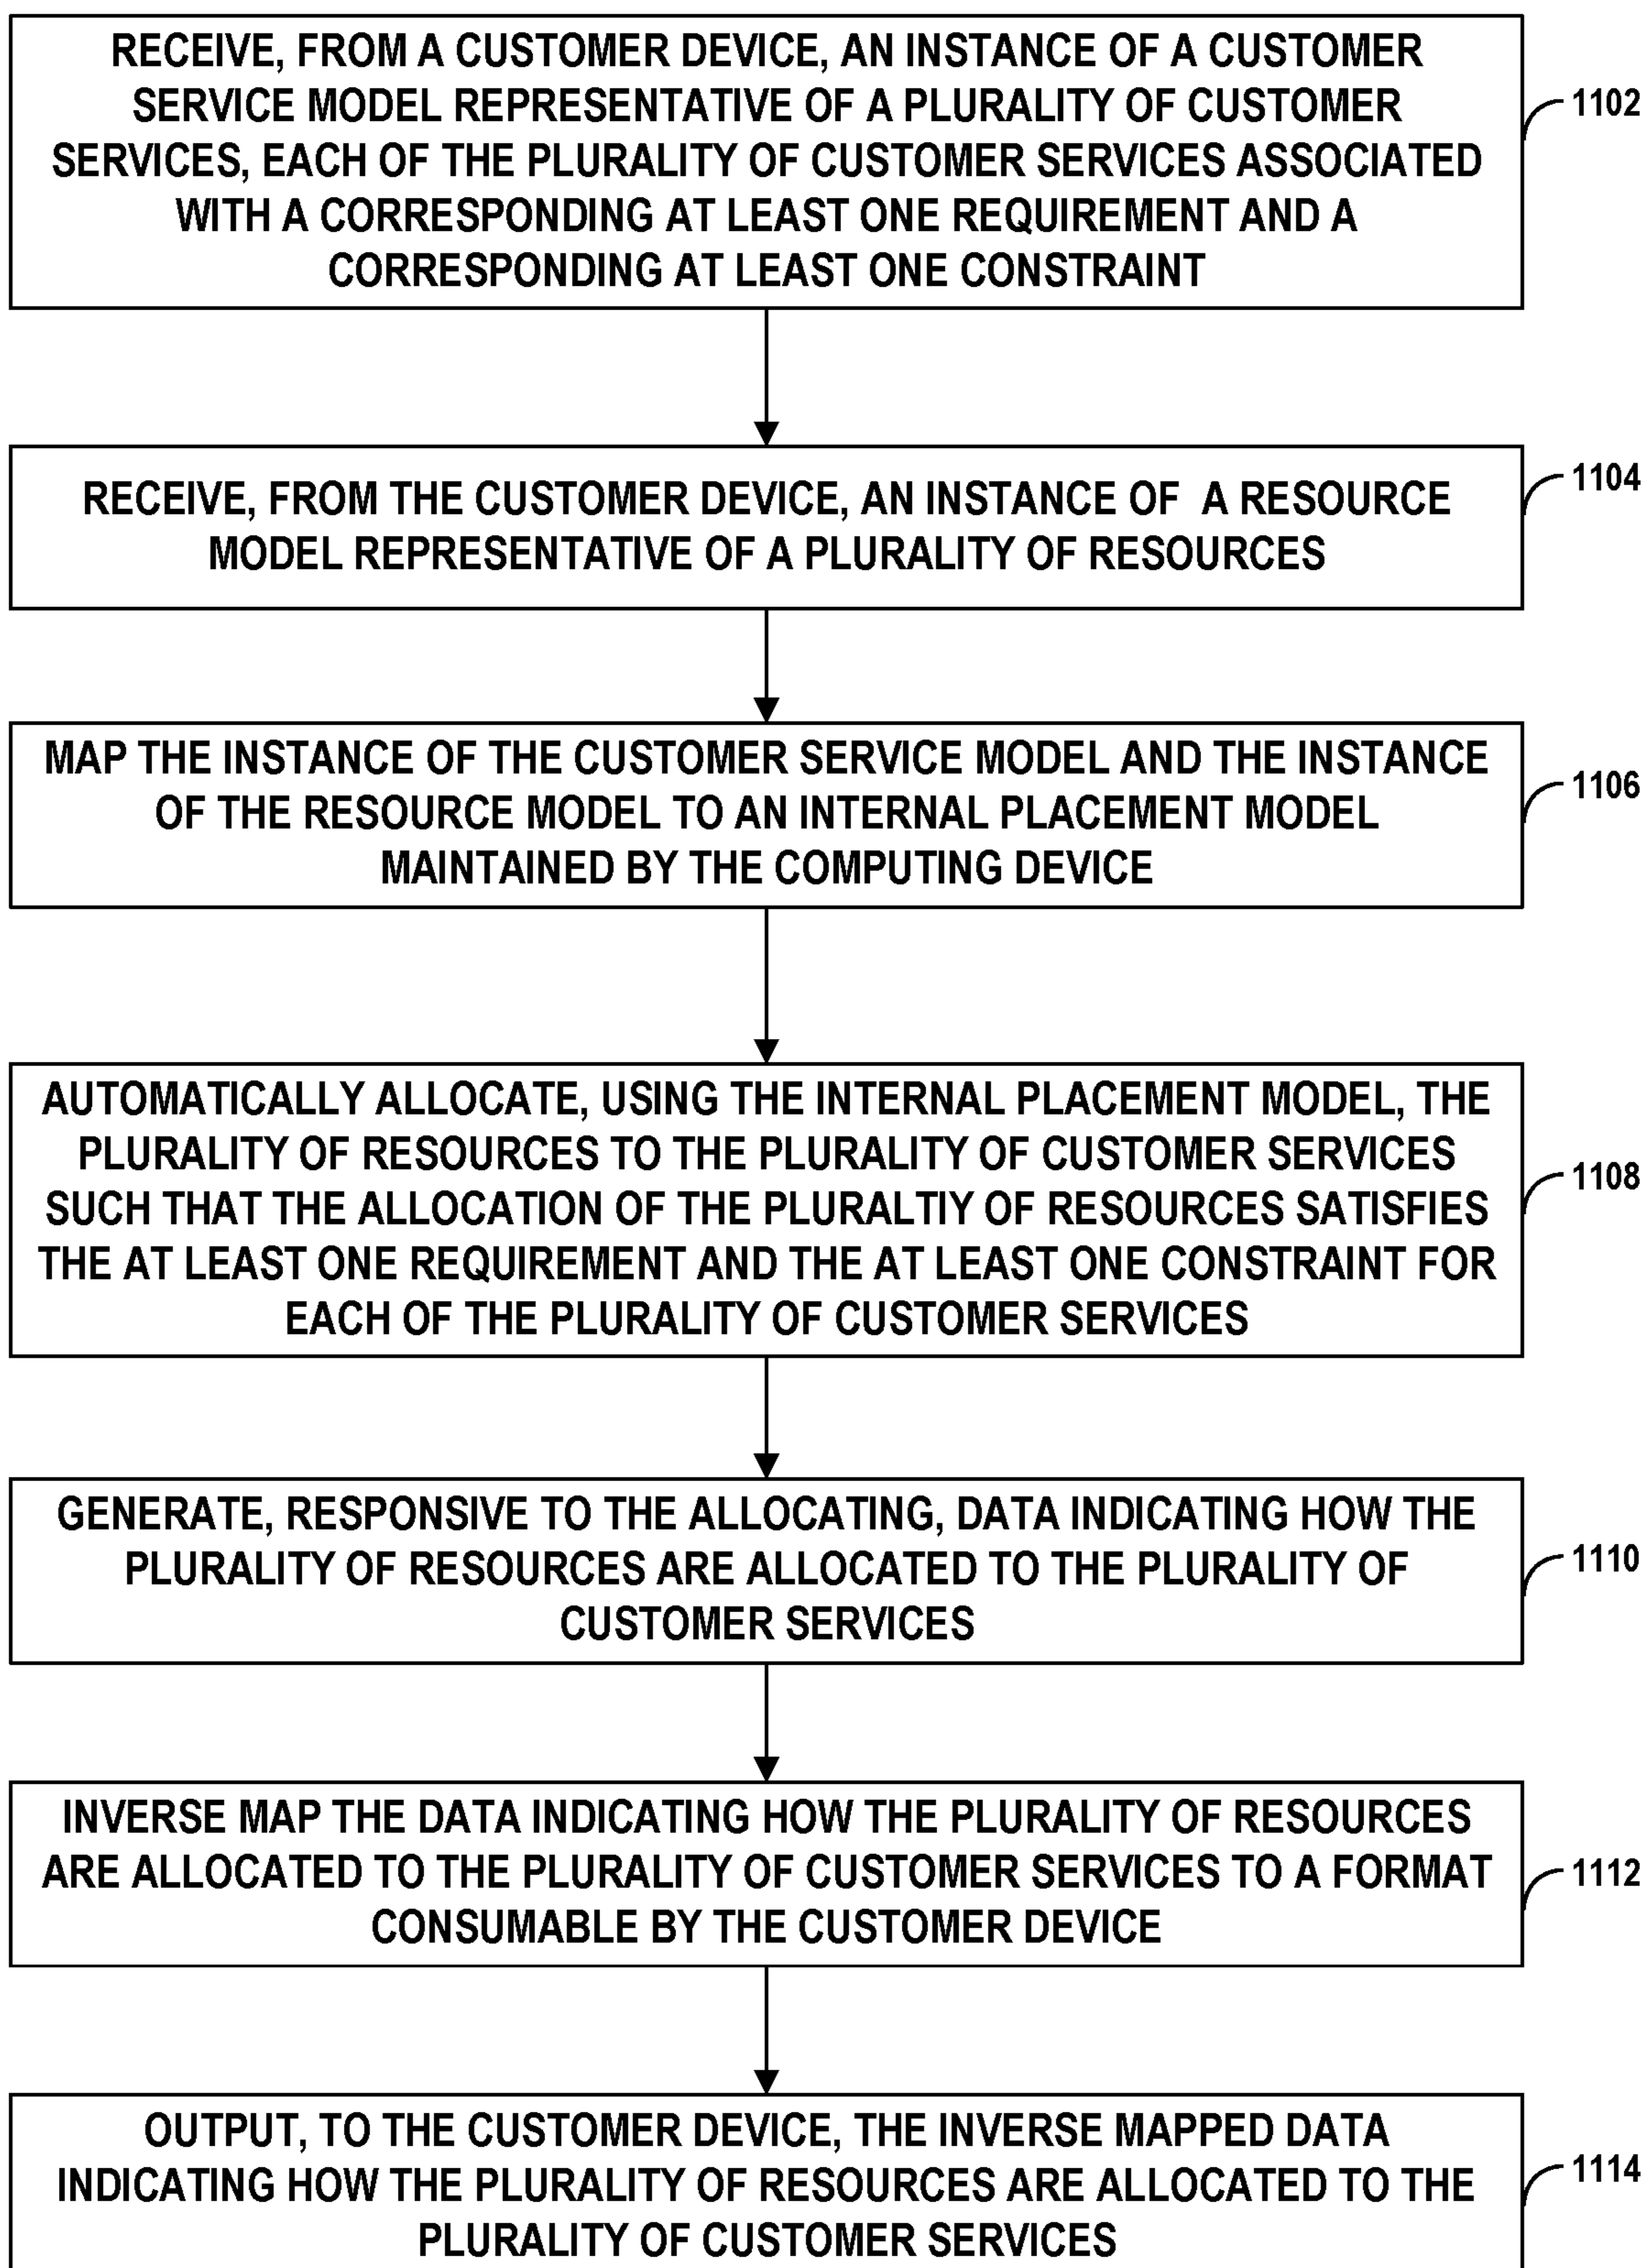 RECEIVE, FROM A CUSTOMER DEVICE, AN INSTANCE OF A CUSTOMER
SERVICE MODEL REPRESENTATIVE OF A PLURALITY OF CUSTOMER
SERVICES, EACH OF THE PLURALITY OF CUSTOMER SERVICES ASSOCIATED
WITH A CORRESPONDING AT LEAST ONE REQUIREMENT AND A
CORRESPONDING AT LEAST ONE CONSTRAINT
1102
RECEIVE, FROM THE CUSTOMER DEVICE, AN INSTANCE OF A RESOURCE
MODEL REPRESENTATIVE OF A PLURALITY OF RESOURCES
1104
MAP THE INSTANCE OF THE CUSTOMER SERVICE MODEL AND THE INSTANCE
OF THE RESOURCE MODEL TO AN INTERNAL PLACEMENT MODEL
MAINTAINED BY THE COMPUTING DEVICE
1106
AUTOMATICALLY ALLOCATE, USING THE INTERNAL PLACEMENT MODEL, THE
PLURALITY OF RESOURCES TO THE PLURALITY OF CUSTOMER SERVICES
SUCH THAT THE ALLOCATION OF THE PLURALTIY OF RESOURCES SATISFIES
THE AT LEAST ONE REQUIREMENT AND THE AT LEAST ONE CONSTRAINT FOR
EACH OF THE PLURALITY OF CUSTOMER SERVICES
1108
GENERATE, RESPONSIVE TO THE ALLOCATING, DATA INDICATING HOW THE
PLURALITY OF RESOURCES ARE ALLOCATED TO THE PLURALITY OF
CUSTOMER SERVICES
1110
INVERSE MAP THE DATA INDICATING HOW THE PLURALITY OF RESOURCES
ARE ALLOCATED TO THE PLURALITY OF CUSTOMER SERVICES TO A FORMAT
CONSUMABLE BY THE CUSTOMER DEVICE
1112
OUTPUT, TO THE CUSTOMER DEVICE, THE INVERSE MAPPED DATA
INDICATING HOW THE PLURALITY OF RESOURCES ARE ALLOCATED TO THE
PLURALITY OF CUSTOMER SERVICES
1114